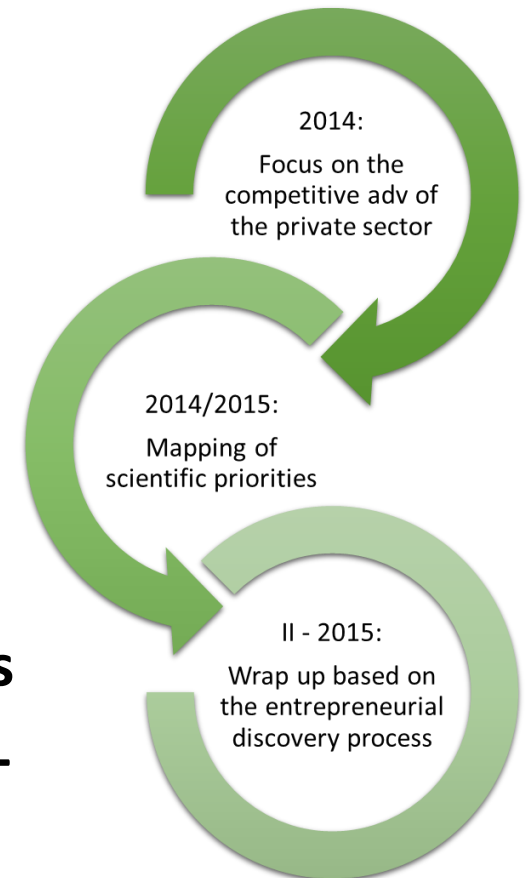 2014:
Focus on the
competitive adv of
the private sector
2014/2015:
Mapping of
scientific priorities
II - 2015:
Wrap up based on
the entrepreneurial
discovery process